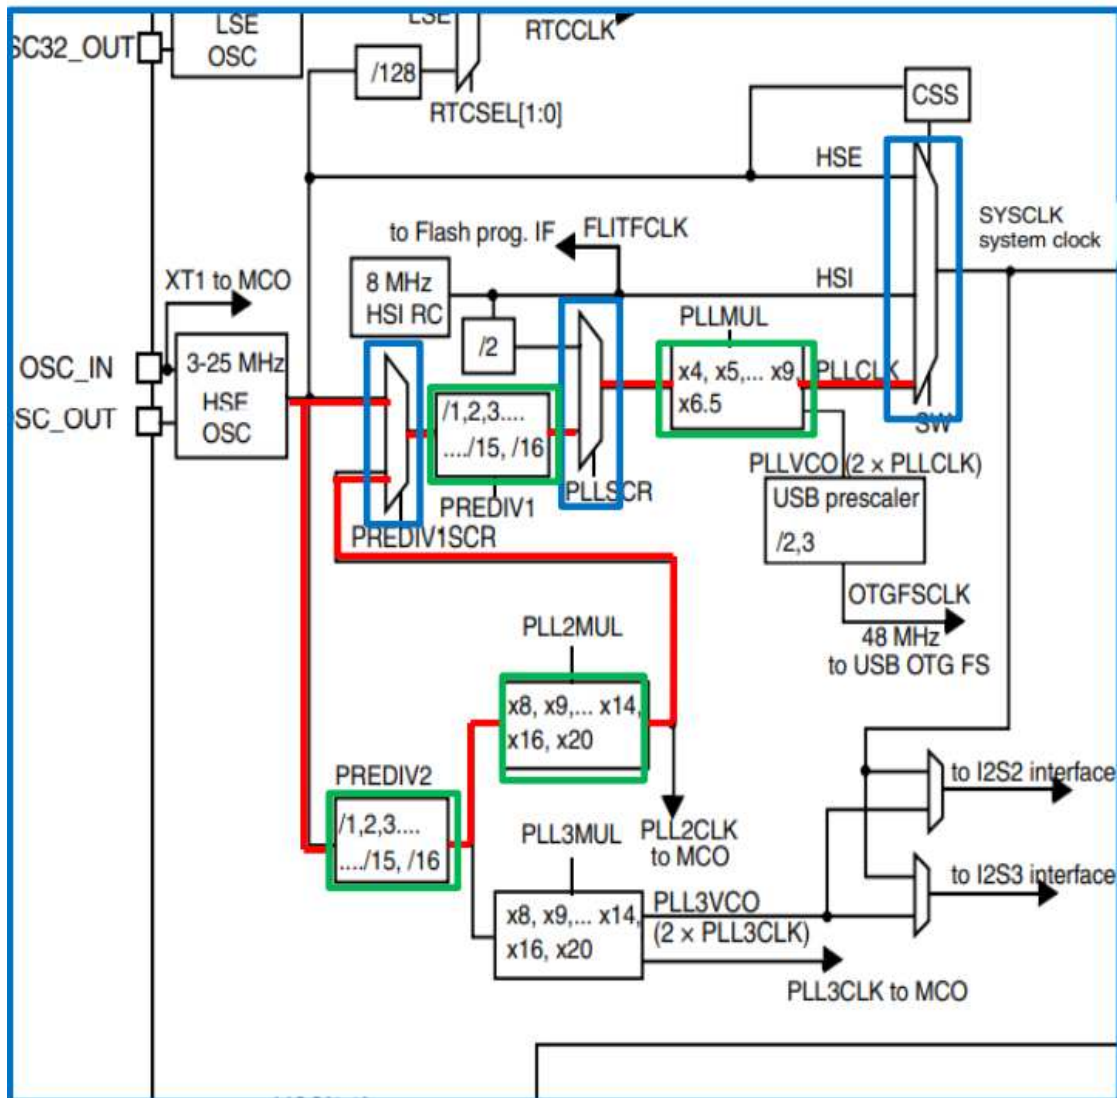 LSE
LSE
OSC
SC32_OUT
RTCCLK
/128
RTCSEL[1:0]
CSS
HSE
SYSCLK
system clock
to Flash prog. IF
FLITFCLK
XT1 to MCO
8 MHz
HSI RC
HSI
/2
PLLMUL
OSC_IN
3-25 MHz
HSE
OSC
SC_OUT
x4, x5,... x9,
x6.5
PLLCLK
/1,2,3....
..../15, /16
SW
PREDIV1
PLLSCR
PREDIV1SCR
PLLVCO (2 × PLLCLK)
USB prescaler
/2,3
OTGFSCLK
48 MHz
to USB OTG FS
PLL2MUL
x8, x9,... x14,
x16, x20
PREDIV2
/1,2,3....
..../15, /16
to I2S2 interface
PLL2CLK
to MCO
PLL3MUL
to I2S3 interface
x8, x9,... x14,
x16, x20
PLL3VCO
(2 × PLL3CLK)
PLL3CLK to MCO